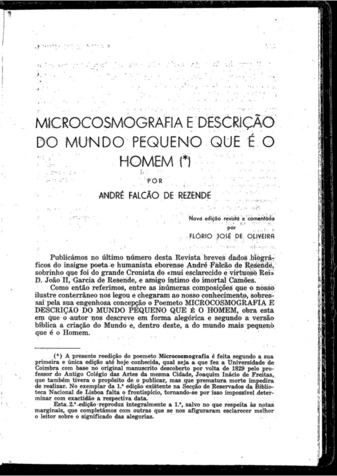 MICROCOSMOGRAFIA E DESCRIÇÃO
DO MUNDO PEQUENO QUE É O
HOMEM (*)
POR
ANDRÉ FALCÃO DE REZENDE
Nova edição revista e comentada
por
FLÓRIO JOSÉ DE OLIVEIRA
Publicámos no último número desta Revista breves dados biográ-
ficos do insigne poeta e humanista eborense André Falcão de Resende,
sobrinho que foi do grande Cronista do «mui esclarecido e virtuoso Rei»
D. João II, Garcia de Resende, e amigo íntimo do imortal Camões.
Como então referimos, entre as inúmeras composições que o nosso
ilustre conterrâneo nos legou e chegaram ao nosso conhecimento, sobres-
sai pela sua engenhosa concepção o Poemeto MICROCOSMOGRAFIA E
DESCRIÇÃO DO MUNDO PEQUENO QUE É O HOMEM, obra esta
em que o autor nos descreve em forma alegórica e segundo a versão
bíblica a criação do Mundo e, dentro deste, a do mundo mais pequeno
que é o Homem.
(*) A presente reedição do poemeto Microcosmografia é feita segundo a sua
primeira e única edição até hoje conhecida, qual seja a que fez a Universidade de
Coimbra com base no original manuscrito descoberto por volta de 1829 pelo pro-
fessor do Antigo Colégio das Artes da mesma Cidade, Joaquim Inácio de Freitas,
que também tivera o propósito de o publicar, mas que prematura morte impedira
de realizar. No exemplar da 1.ª edição existente na Secção de Reservados da Biblio-
teca Nacional de Lisboa falta o frontispício, tornando-se por isso impossível deter-
minar com exactidão a respectiva data.
Esta 2.ª edição reproduz integralmente a 1.ª, salvo no que respeita às notas
marginais, que completámos com outras que se nos afiguraram esclarecer melhor
o leitor sobre o significado das alegorias.